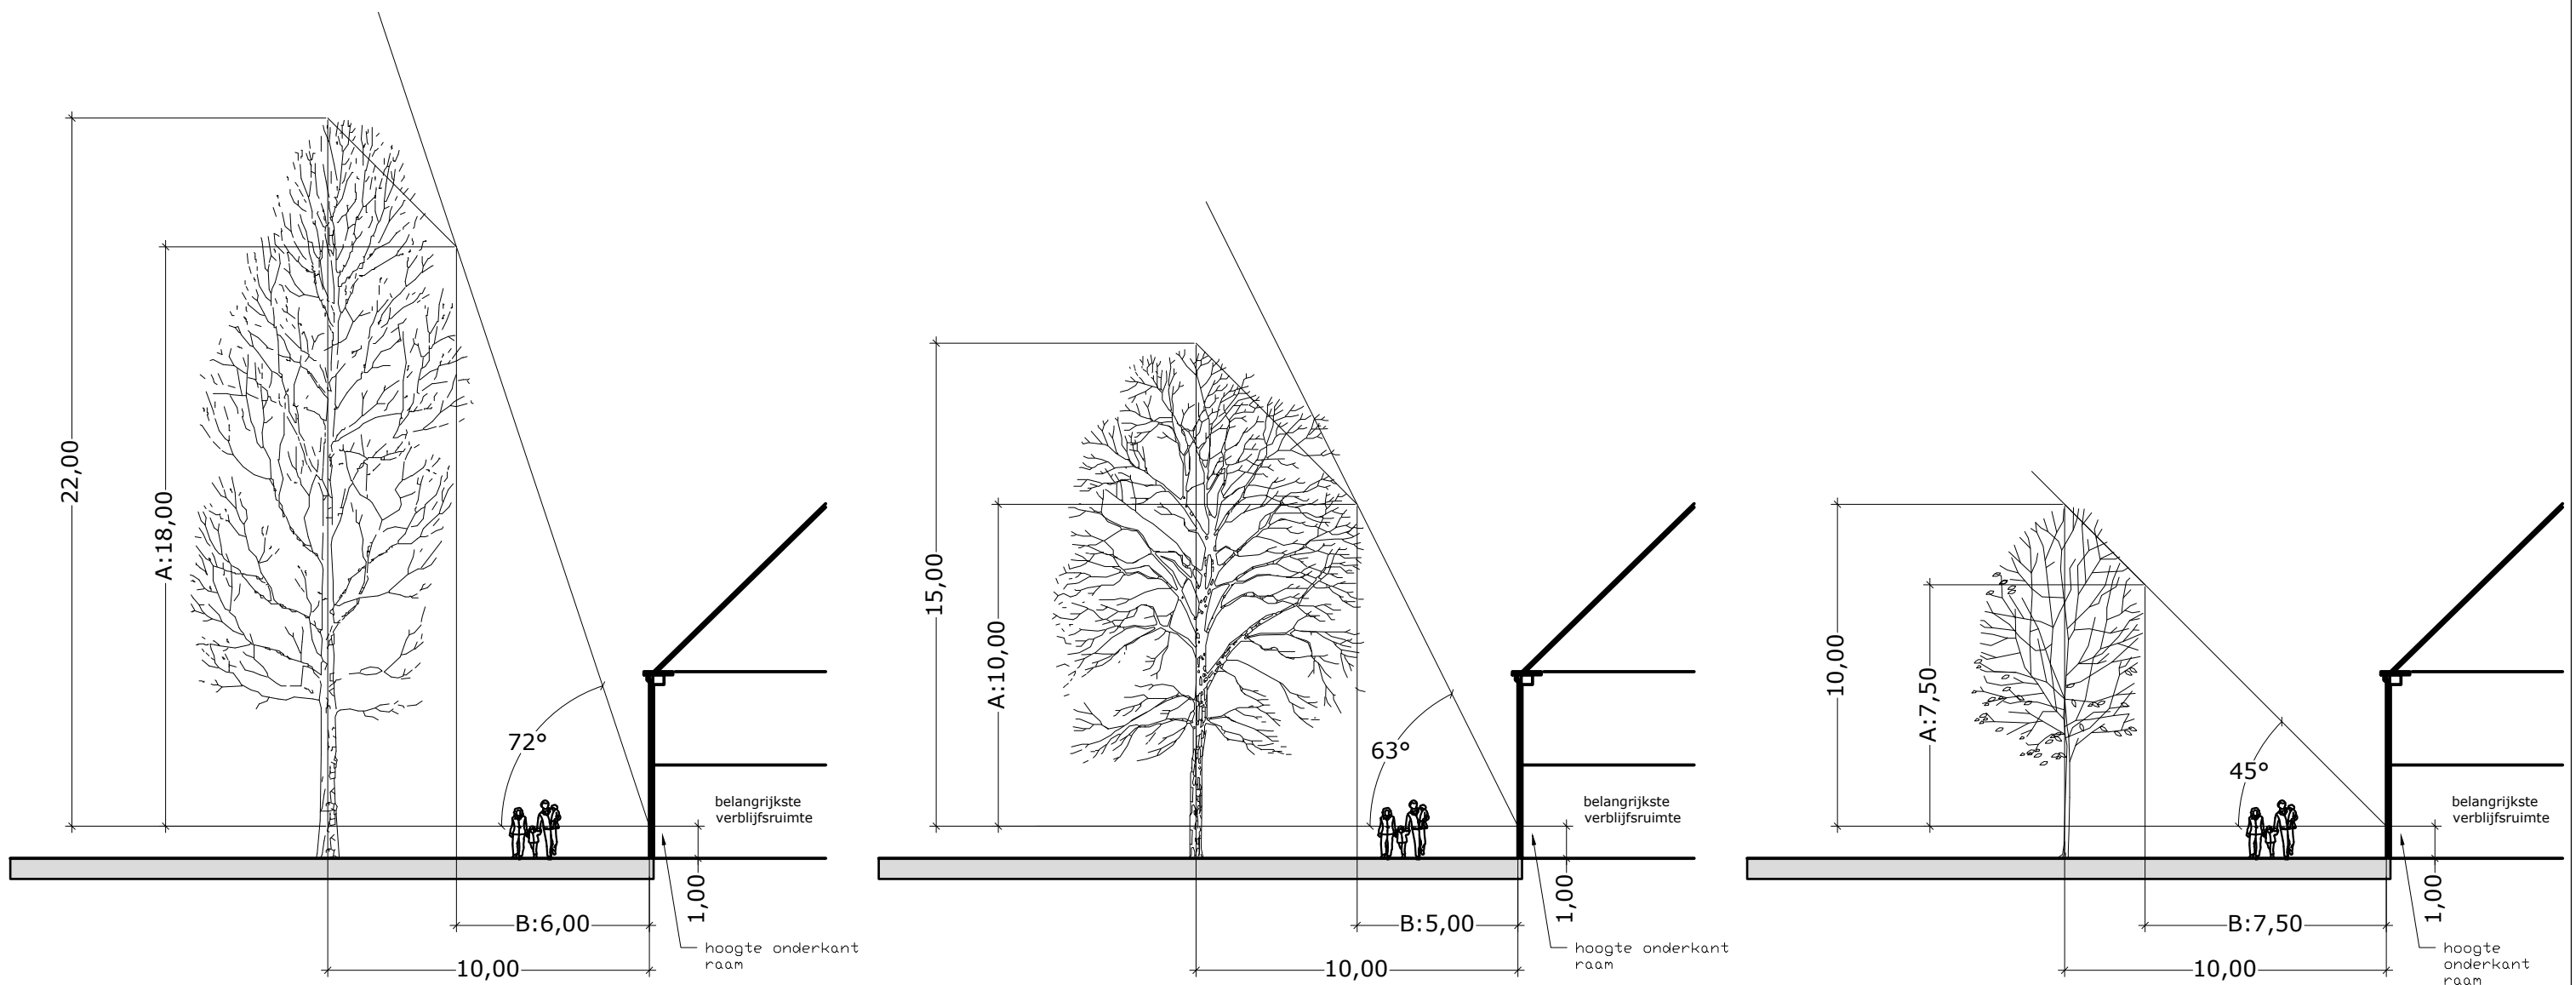 22,00
A:18,00
72°
belangrijkste
verblijfsruimte
1,00
B:6,00
hoogte onderkant
raam
10,00
15,00
A:10,00
63°
belangrijkste
verblijfsruimte
1,00
B:5,00
hoogte onderkant
raam
10,00
10,00
A:7,50
45°
belangrijkste
verblijfsruimte
1,00
B:7,50
hoogte
onderkant
raam
10,00